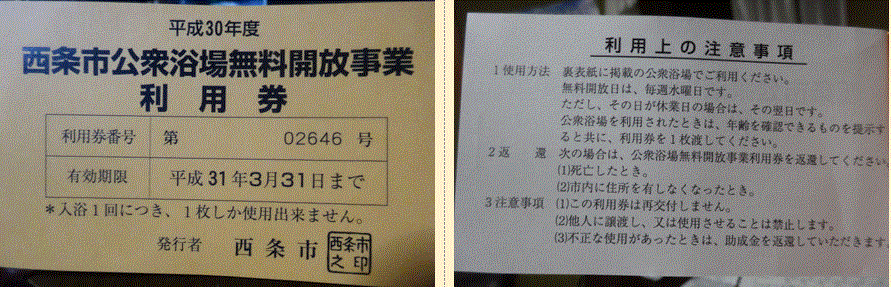 平成30年度
西条市公衆浴場無料開放事業
利用券
利用券番号 第 02646 号
有効期限 平成 31 年 3 月 31 日まで
*入浴1回につき、1枚しか使用出来ません。
発行者 西条市 西条市之印
利用上の注意事項
1 使用方法 裏表紙に掲載の公衆浴場でご利用ください。
無料開放日は、毎週水曜日です。
ただし、その日が休業日の場合は、その翌日です。
公衆浴場を利用されたときは、年齢を確認できるものを提示す
ると共に、利用券を1枚渡してください。
2 返還 次の場合は、公衆浴場無料開放事業利用券を返還してください
(1)死亡したとき。
(2)市内に住所を有しなくなったとき。
3 注意事項 (1)この利用券は再交付しません。
(2)他人に譲渡し、又は使用させることは禁止します。
(3)不正な使用があったときは、助成金を返還していただきます